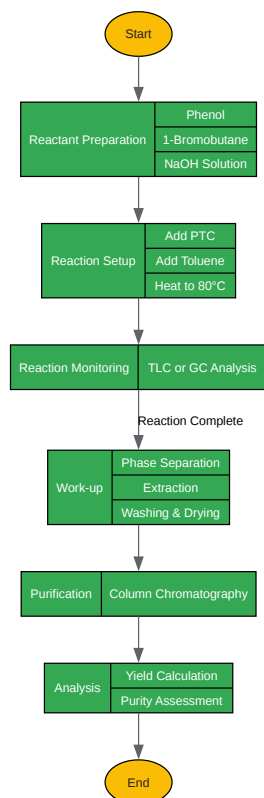 Start
Reactant Preparation
Phenol
1-Bromobutane
NaOH Solution
Reaction Setup
Add PTC
Add Toluene
Heat to 80°C
Reaction Monitoring
TLC or GC Analysis
Reaction Complete
Work-up
Phase Separation
Extraction
Washing & Drying
Purification
Column Chromatography
Analysis
Yield Calculation
Purity Assessment
End